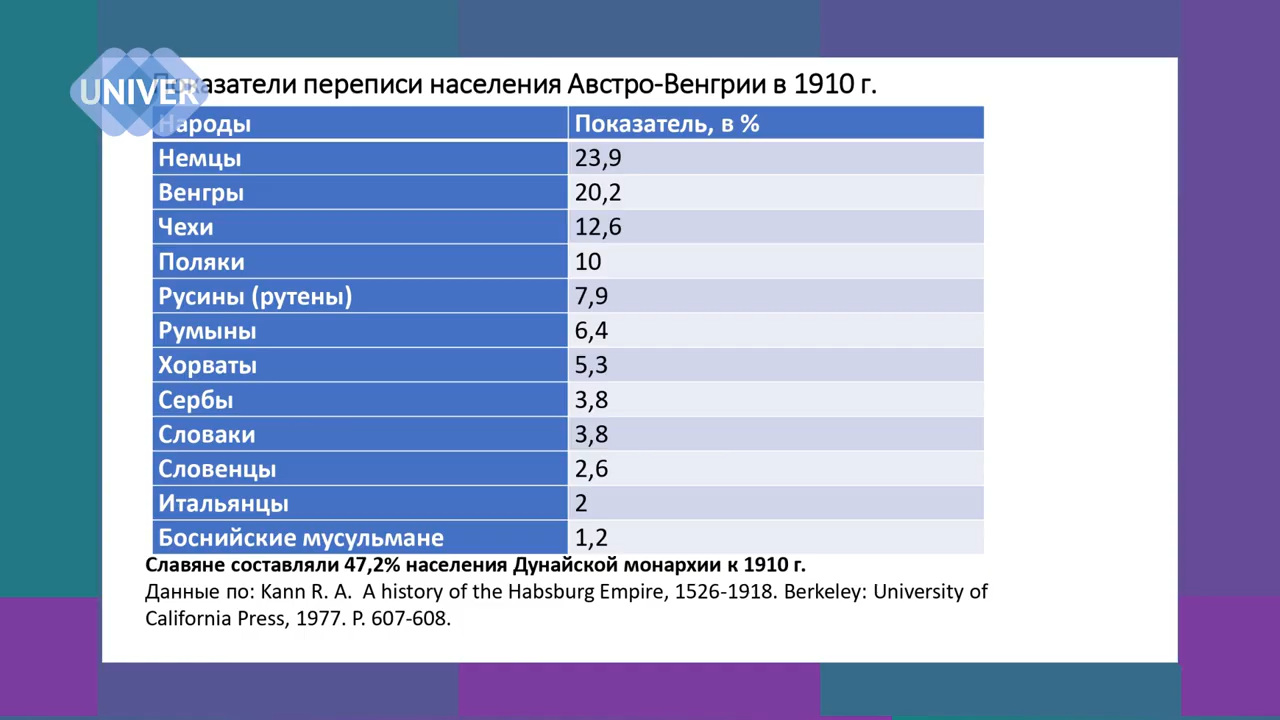 UNIVER
Показатели переписи населения Австро-Венгрии в 1910 г.
Народы Показатель, в %
Немцы 23,9
Венгры 20,2
Чехи 12,6
Поляки 10
Русины (рутены) 7,9
Румыны 6,4
Хорваты 5,3
Сербы 3,8
Словаки 3,8
Словенцы 2,6
Итальянцы 2
Боснийские мусульмане 1,2
Славяне составляли 47,2% населения Дунайской монархии к 1910 г.
Данные по: Kann R. A. A history of the Habsburg Empire, 1526-1918. Berkeley: University of
California Press, 1977. P. 607-608.